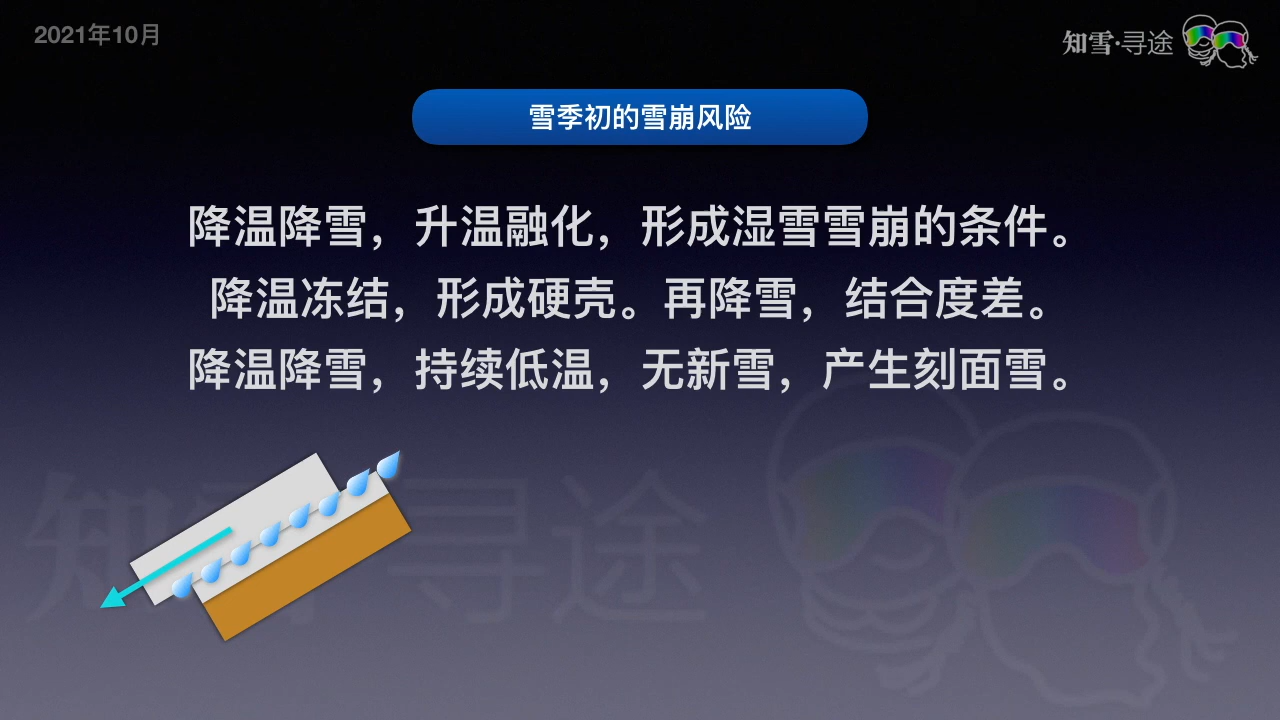 2021年10月
知雪·寻途
雪季初的雪崩风险
降温降雪，升温融化，形成湿雪雪崩的条件。
降温冻结，形成硬壳。再降雪，结合度差。
降温降雪，持续低温，无新雪，产生刻面雪。
知雪·寻途